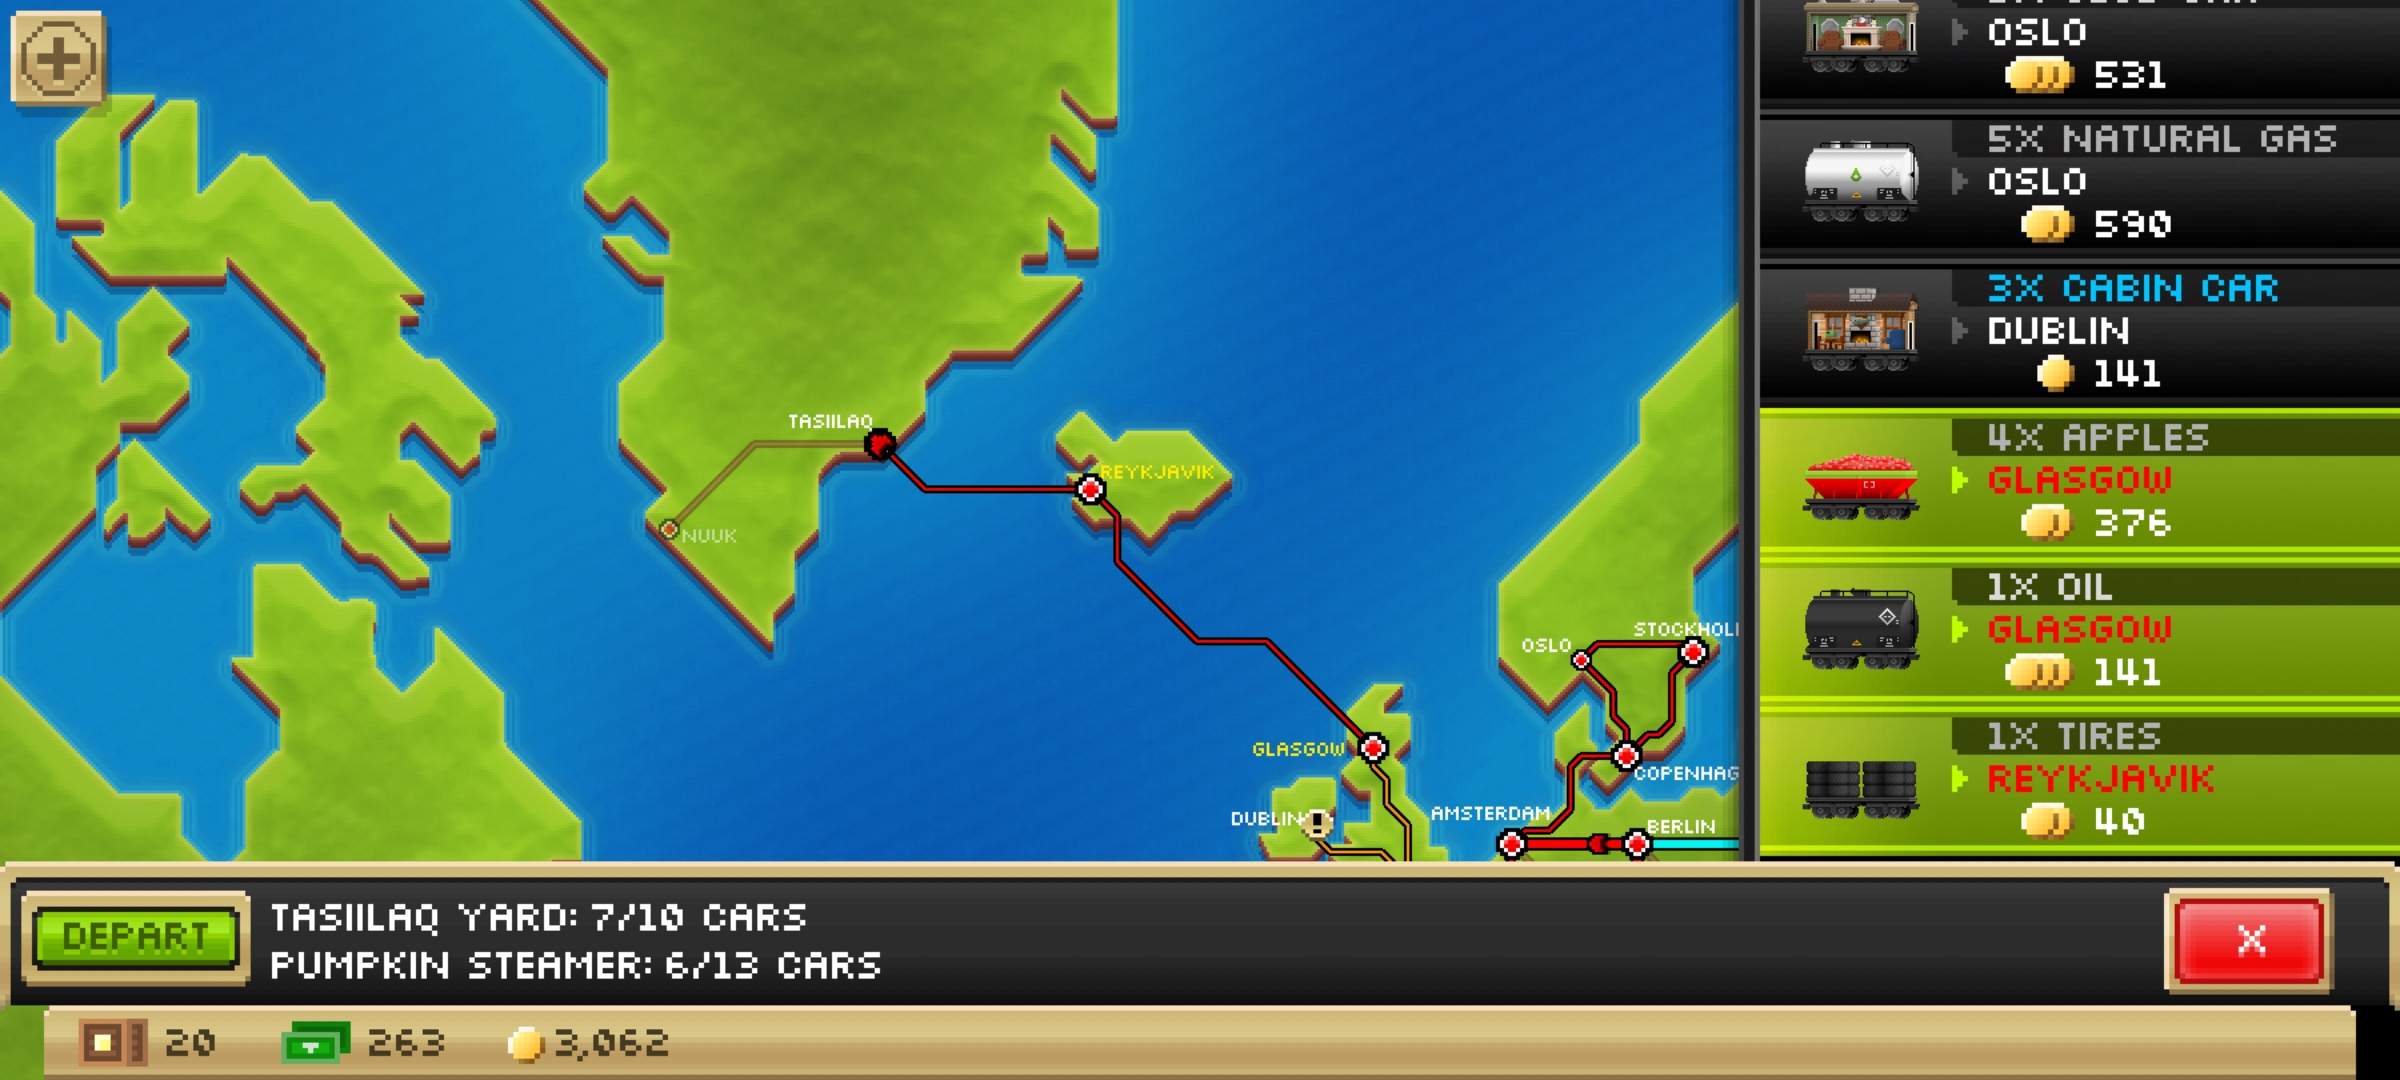 TASIILAQ
REYKJAVIK
NUUK
GLASGOW
DUBLIN
OSLO
AMSTERDAM
BERLIN
OSLO
531
5X NATURAL GAS
OSLO
590
3X CABIN CAR
DUBLIN
141
4X APPLES
GLASGOW
376
1X OIL
GLASGOW
141
1X TIRES
REYKJAVIK
40
DEPART
TASIILAQ YARD: 7/10 CARS
PUMPKIN STEAMER: 6/13 CARS
X
20
263
3,062